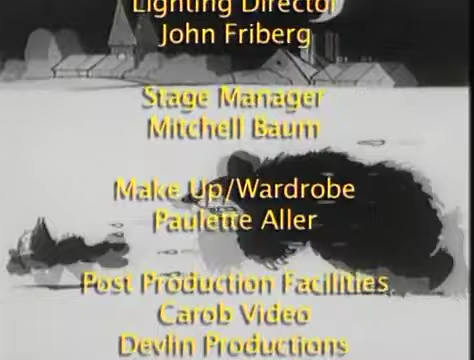 Lighting Director
John Friberg
Stage Manager
Mitchell Baum
Make Up/Wardrobe
Paulette Aller
Post Production Facilities
Carob Video
Devlin Productions